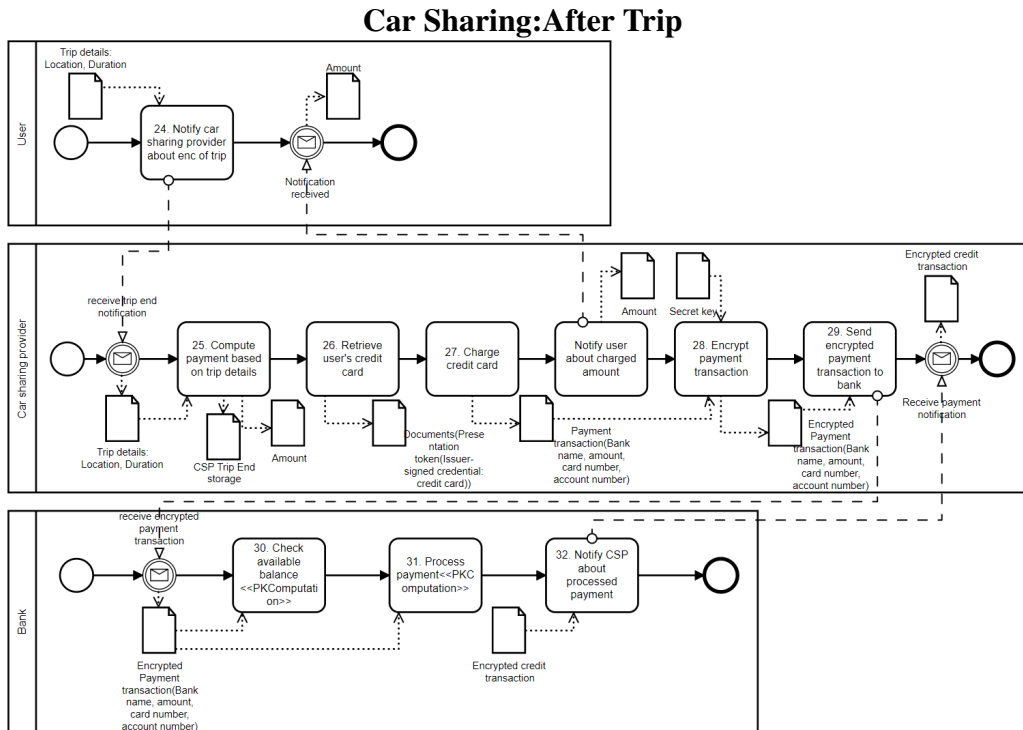 Car Sharing:After Trip
User
Trip details:
Location, Duration
24. Notify car
sharing provider
about enc of trip
Amount
Notification
received
Car sharing provider
receive trip end
notification
Trip details:
Location, Duration
25. Compute
payment based
on trip details
CSP Trip End
storage
Amount
26. Retrieve
user's credit
card
Documents(Prese
ntation
token(Issuer-
signed credential:
credit card))
27. Charge
credit card
Payment
transaction(Bank
name, amount,
card number,
account number)
Notify user
about charged
amount
Amount
Secret key
28. Encrypt
payment
transaction
Encrypted
Payment
transaction(Bank
name, amount,
card number,
account number)
29. Send
encrypted
payment
transaction to
bank
Encrypted credit
transaction
Receive payment
notification
Bank
receive encrypted
payment
transaction
Encrypted
Payment
transaction(Bank
name, amount,
card number,
account number)
30. Check
available
balance
<<PKComputati
on>>
31. Process
payment<<PKC
omputation>>
32. Notify CSP
about
processed
payment
Encrypted credit
transaction